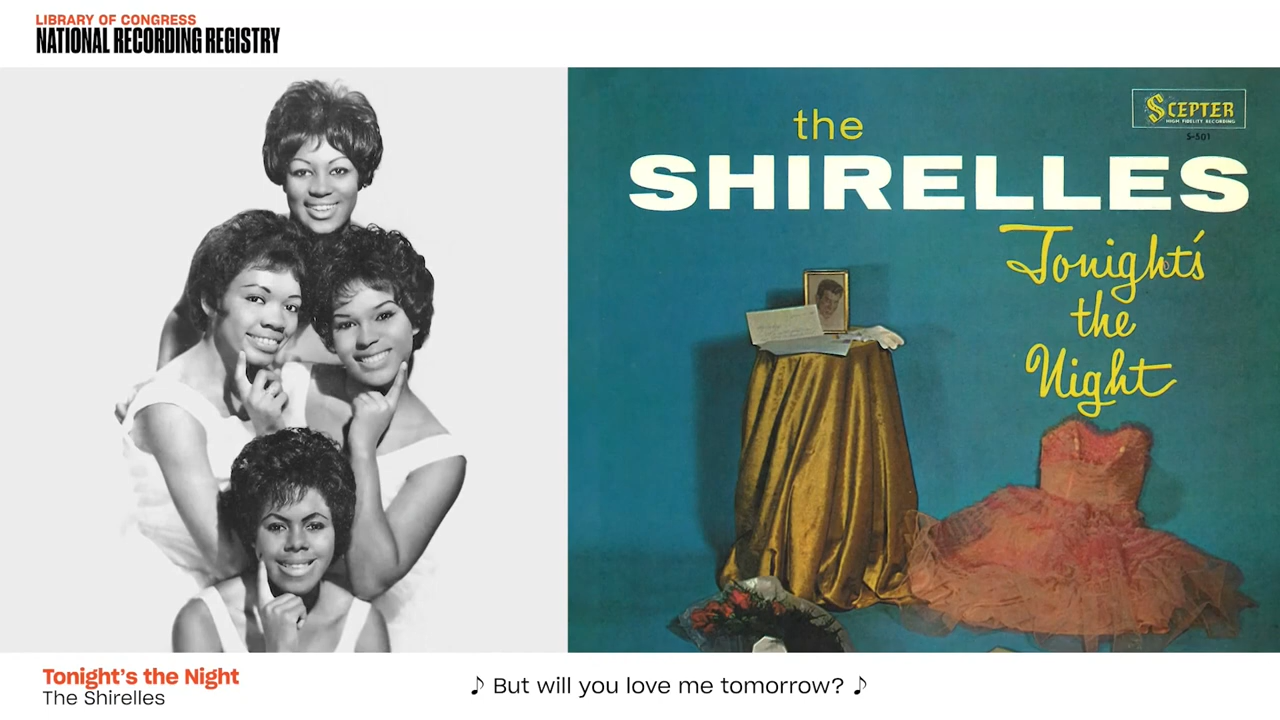 LIBRARY OF CONGRESS
NATIONAL RECORDING REGISTRY
SCEPTER
HIGH FIDELITY RECORDING
S-501
the
SHIRELLES
Tonight's
the
Night
Tonight's the Night
The Shirelles
♪ But will you love me tomorrow? ♪